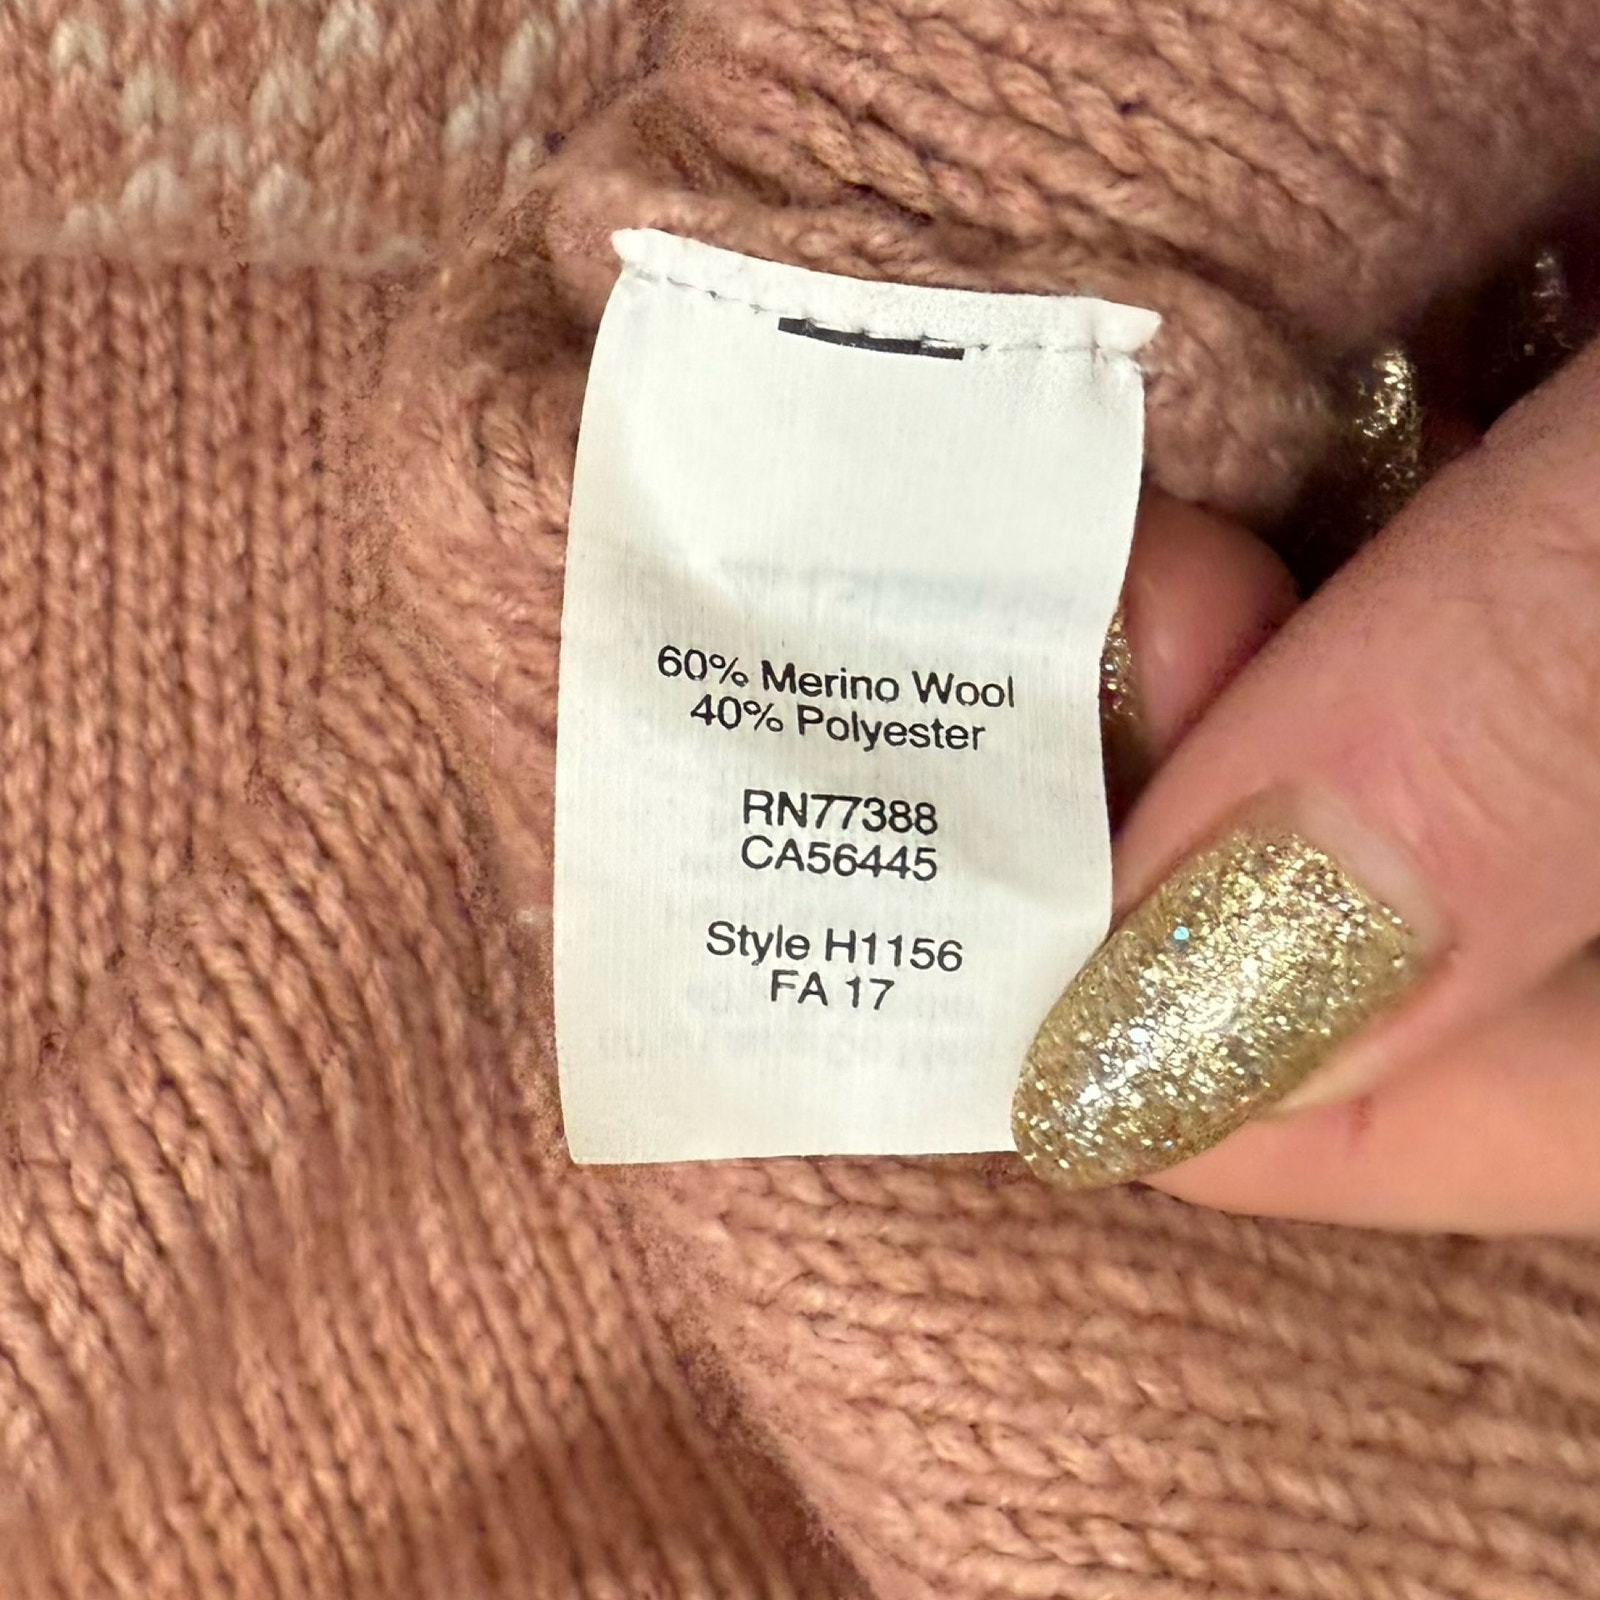 60% Merino Wool
40% Polyester
RN77388
CA56445
Style H1156
FA 17